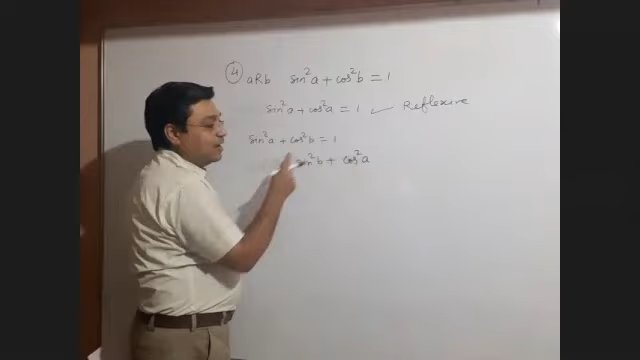 ④ aRb sin²a + cos²b = 1
sin²a + cos²a = 1 ✓ Reflexive
sin²a + cos²b = 1
sin²b + cos²a